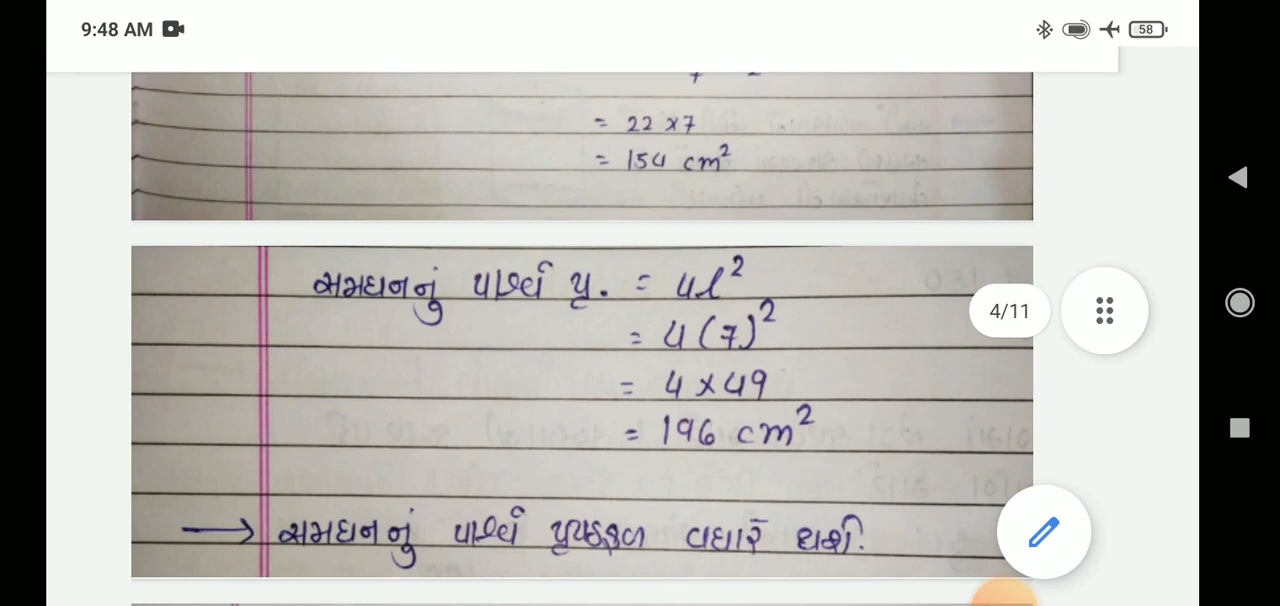 9:48 AM
58
= 22 × 7
= 154 cm²
સમઘનનું પાર્શ્વ પૃ. = 4l²
= 4(7)²
= 4 × 49
4/11
= 196 cm²
→ સમઘનનું પાર્શ્વ પૃષ્ઠફળ વધારે થશે.